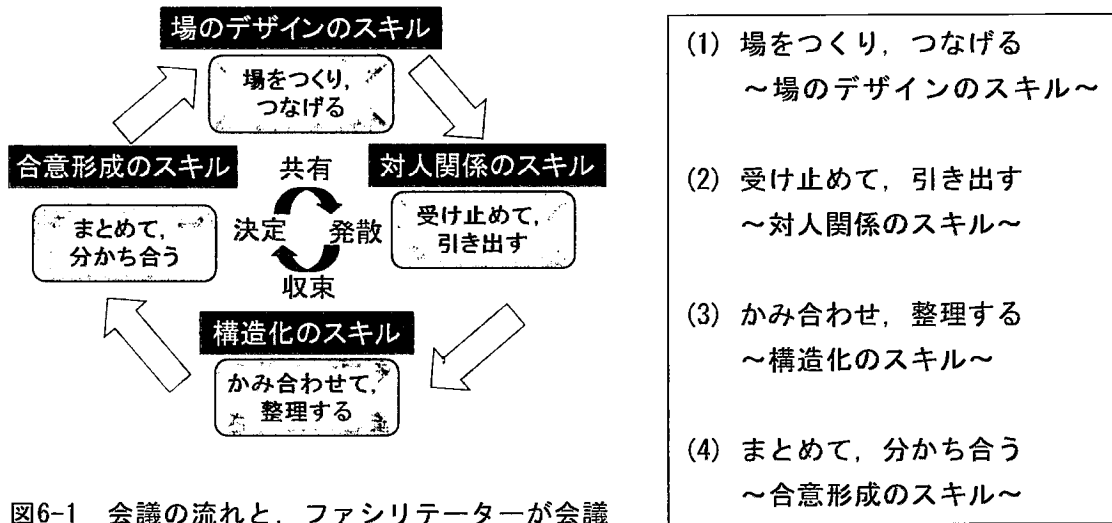 場のデザインのスキル
場をつくり，
つなげる
合意形成のスキル
共有
対人関係のスキル
まとめて，
分かち合う
決定
発散
受け止めて，
引き出す
収束
構造化のスキル
かみ合わせて，
整理する
図6-1 会議の流れと，ファシリテーターが会議
(1) 場をつくり，つなげる
～場のデザインのスキル～
(2) 受け止めて，引き出す
～対人関係のスキル～
(3) かみ合わせ，整理する
～構造化のスキル～
(4) まとめて，分かち合う
～合意形成のスキル～